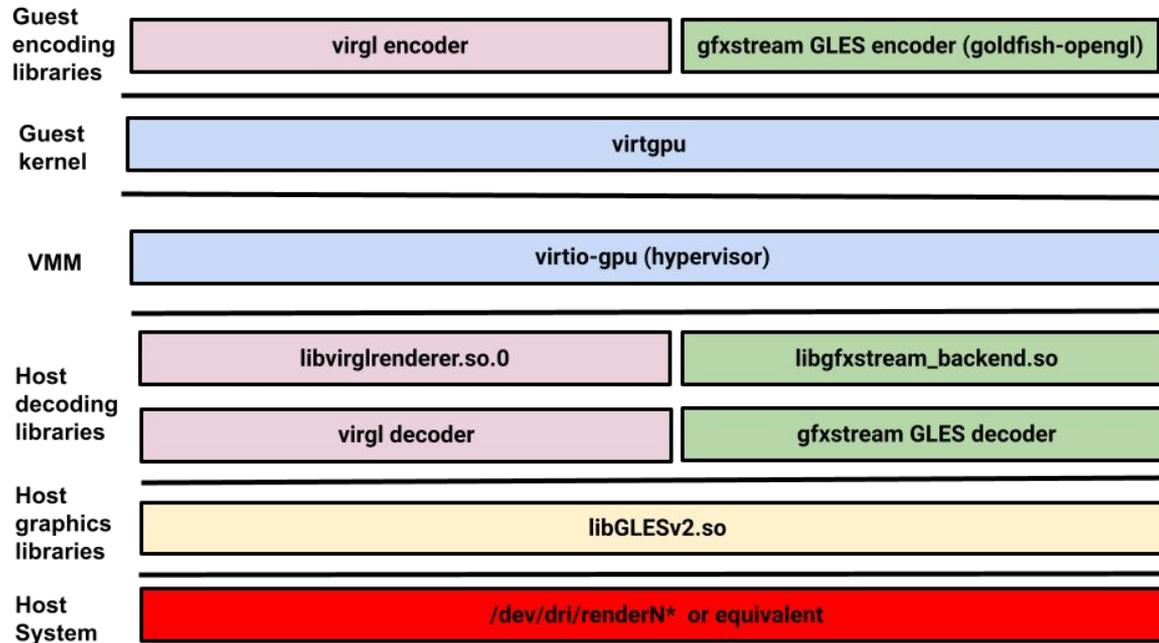 Guest
encoding
libraries
virgl encoder
gfxstream GLES encoder (goldfish-opengl)
Guest
kernel
virtgpu
VMM
virtio-gpu (hypervisor)
Host
decoding
libraries
libvirglrenderer.so.0
libgfxstream_backend.so
virgl decoder
gfxstream GLES decoder
Host
graphics
libraries
libGLESv2.so
Host
System
/dev/dri/renderN* or equivalent